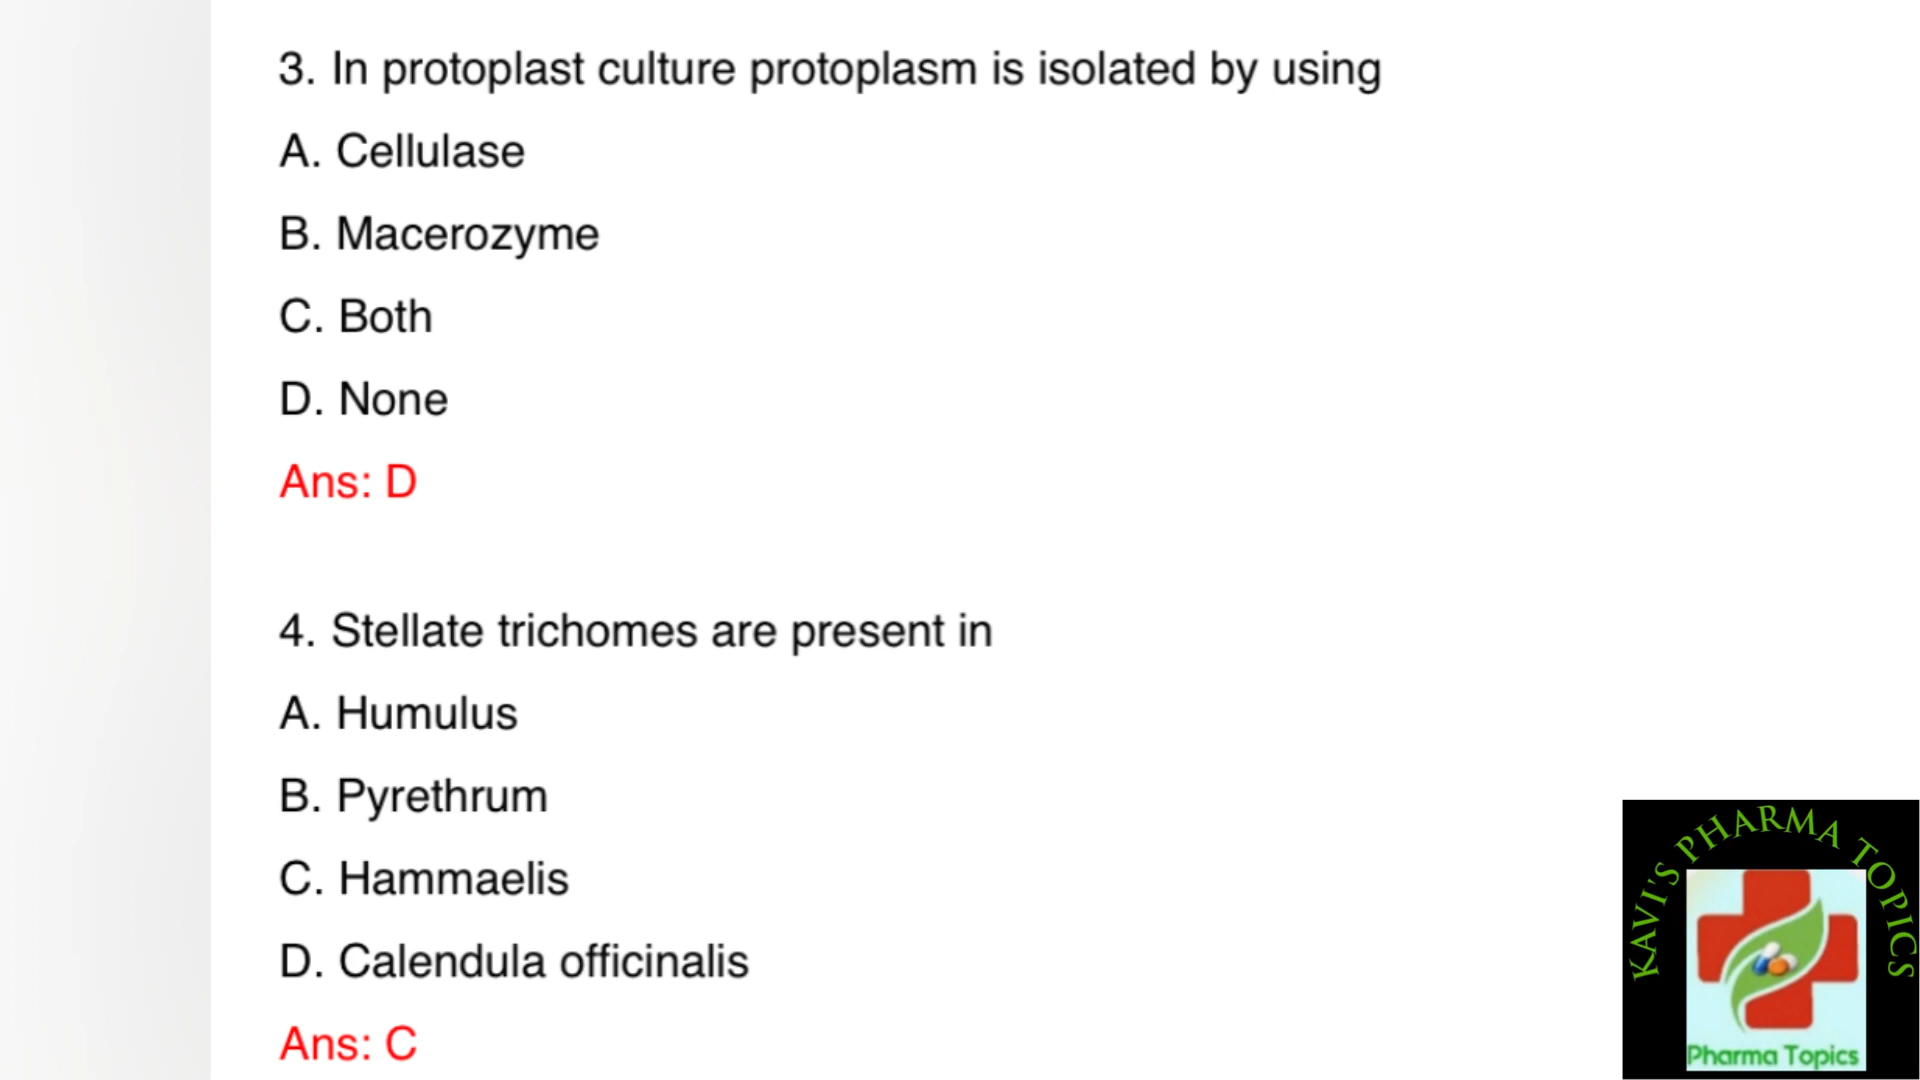 3. In protoplast culture protoplasm is isolated by using
A. Cellulase
B. Macerozyme
C. Both
D. None
Ans: D
4. Stellate trichomes are present in
A. Humulus
B. Pyrethrum
C. Hammaelis
D. Calendula officinalis
Ans: C
KAVI'S PHARMA TOPICS
Pharma Topics